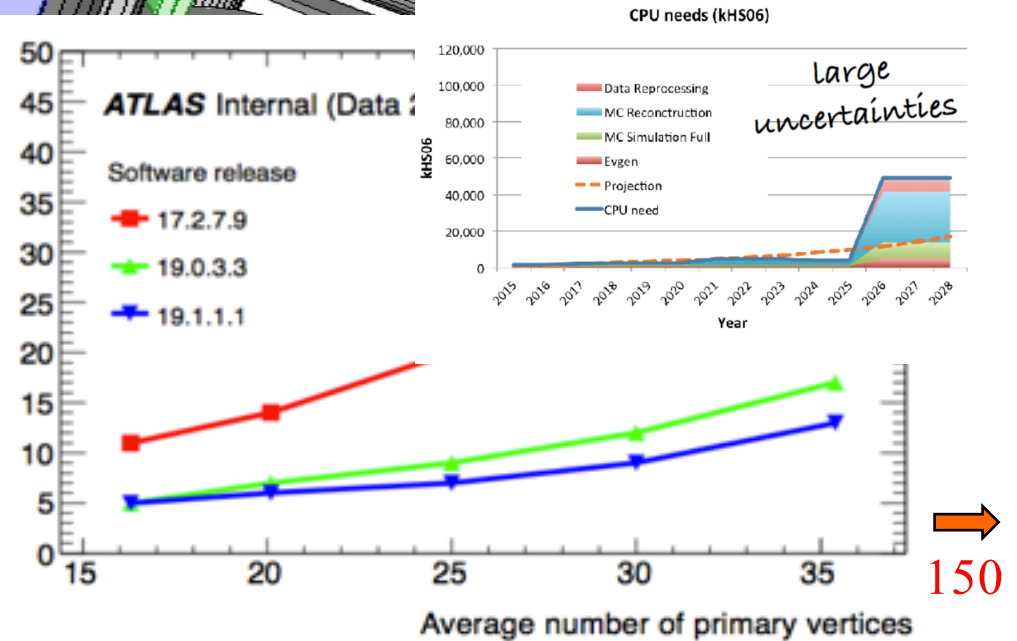 CPU needs (kHS06)
120,000
100,000
80,000
60,000
40,000
20,000
0
kHS06
large
uncertainties
Data Reprocessing
MC Reconstruction
MC Simulation Full
Evgen
Projection
CPU need
2015 2016 2017 2018 2019 2020 2021 2022 2023 2024 2025 2026 2027 2028
Year
50
45
40
35
30
25
20
15
10
5
0
ATLAS Internal (Data
Software release
17.2.7.9
19.0.3.3
19.1.1.1
15 20 25 30 35
Average number of primary vertices
150